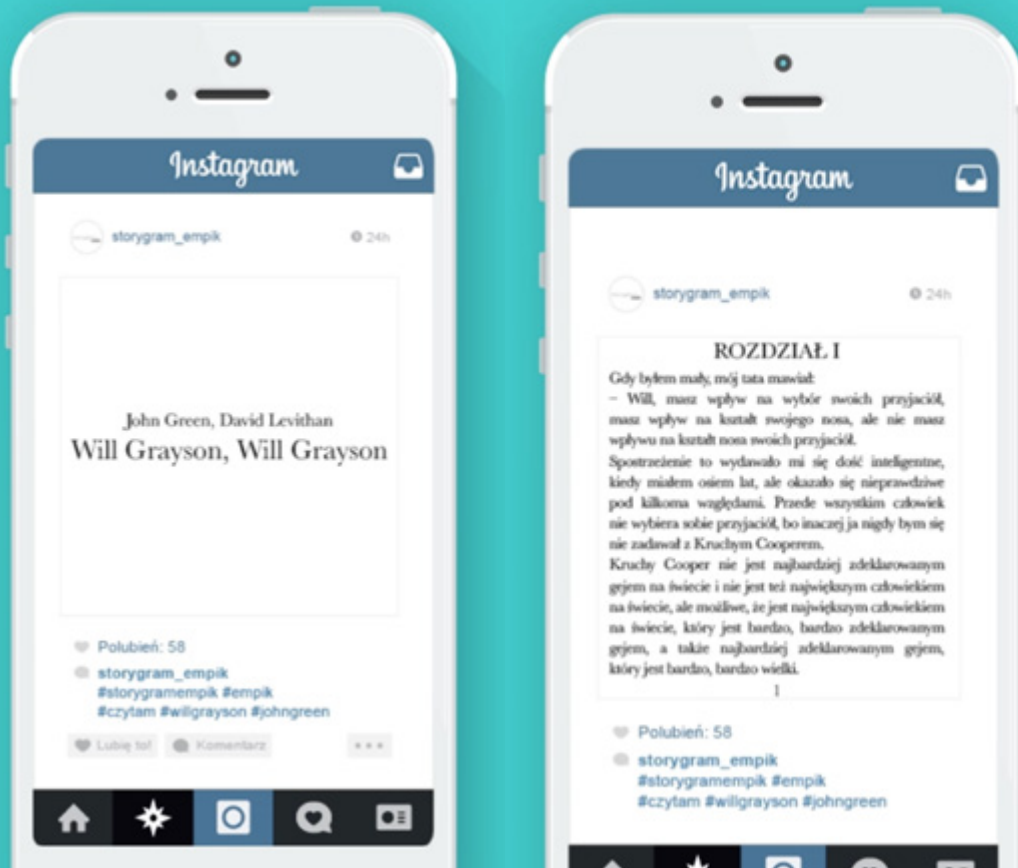 Instagram
storygram_empik
24h
John Green, David Levithan
Will Grayson, Will Grayson
Polubień: 58
storygram_empik
#storygramempik #empik
#czytam #willgrayson #johngreen
Lubię to!
Komentarz
Instagram
storygram_empik
24h
ROZDZIAŁ I
Gdy byłem mały, mój tata mawiał:
– Will, masz wpływ na wybór swoich przyjaciół,
masz wpływ na kształt swojego nosa, ale nie masz
wpływu na kształt nosa swoich przyjaciół.
Spostrzeżenie to wydawało mi się dość inteligentne,
kiedy miałem osiem lat, ale okazało się nieprawdziwe
pod kilkoma względami. Przede wszystkim człowiek
nie wybiera sobie przyjaciół, bo inaczej ja nigdy bym się
nie zadawał z Kruchym Cooperem.
Kruchy Cooper nie jest najbardziej zdeklarowanym
gejem na świecie i nie jest też największym człowiekiem
na świecie, ale możliwe, że jest największym człowiekiem
na świecie, który jest bardzo, bardzo zdeklarowanym
gejem, a także najbardziej zdeklarowanym gejem,
który jest bardzo, bardzo wielki.
1
Polubień: 58
storygram_empik
#storygramempik #empik
#czytam #willgrayson #johngreen